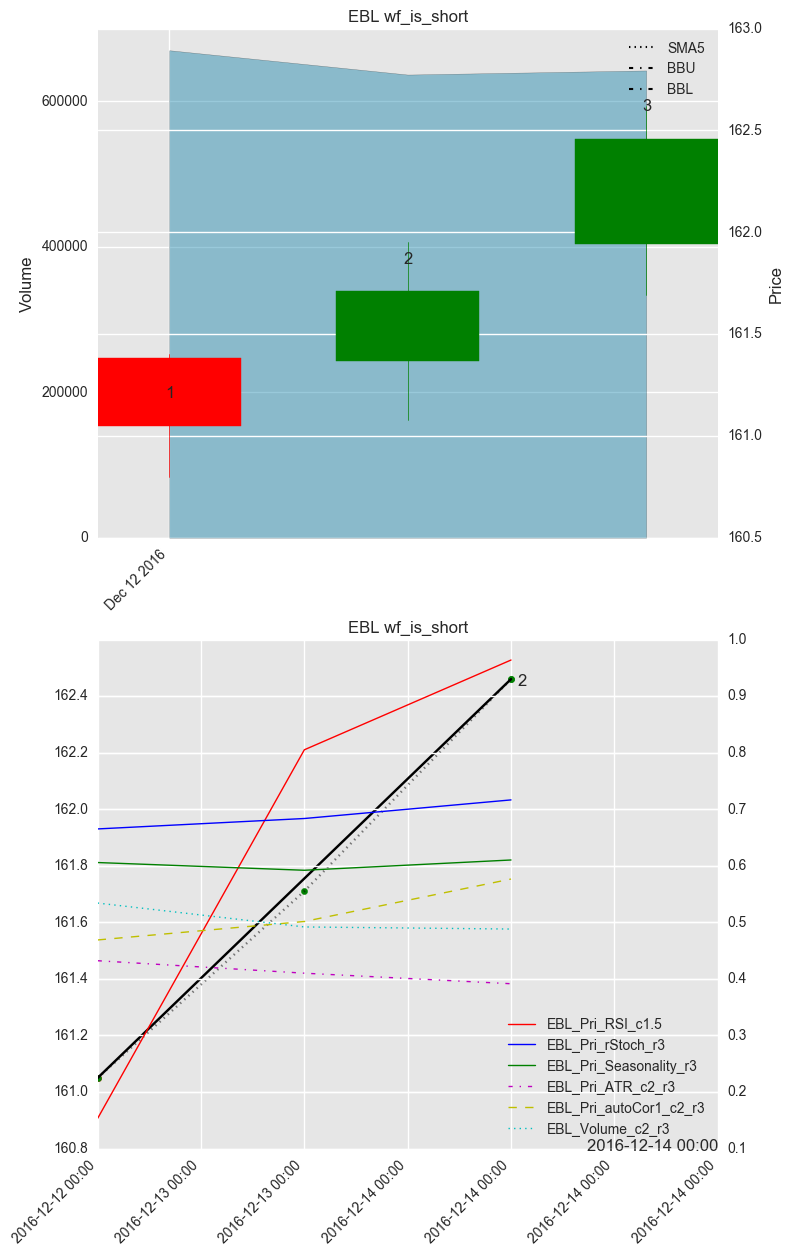 EBL wf_is_short
163.0
SMA5
BBU
BBL
600000
3
162.5
162.0
400000
2
Volume
Price
161.5
200000
1
161.0
0
160.5
Dec 12 2016
EBL wf_is_short
1.0
162.4
2
0.9
162.2
0.8
162.0
0.7
161.8
0.6
161.6
0.5
161.4
0.4
EBL_Pri_RSI_c1.5
161.2
0.3
EBL_Pri_rStoch_r3
EBL_Pri_Seasonality_r3
161.0
EBL_Pri_ATR_c2_r3
0.2
EBL_Pri_autoCor1_c2_r3
EBL_Volume_c2_r3
160.8
2016-12-14 00:00
0.1
2016-12-12 00:00
2016-12-13 00:00
2016-12-13 00:00
2016-12-14 00:00
2016-12-14 00:00
2016-12-14 00:00
2016-12-14 00:00